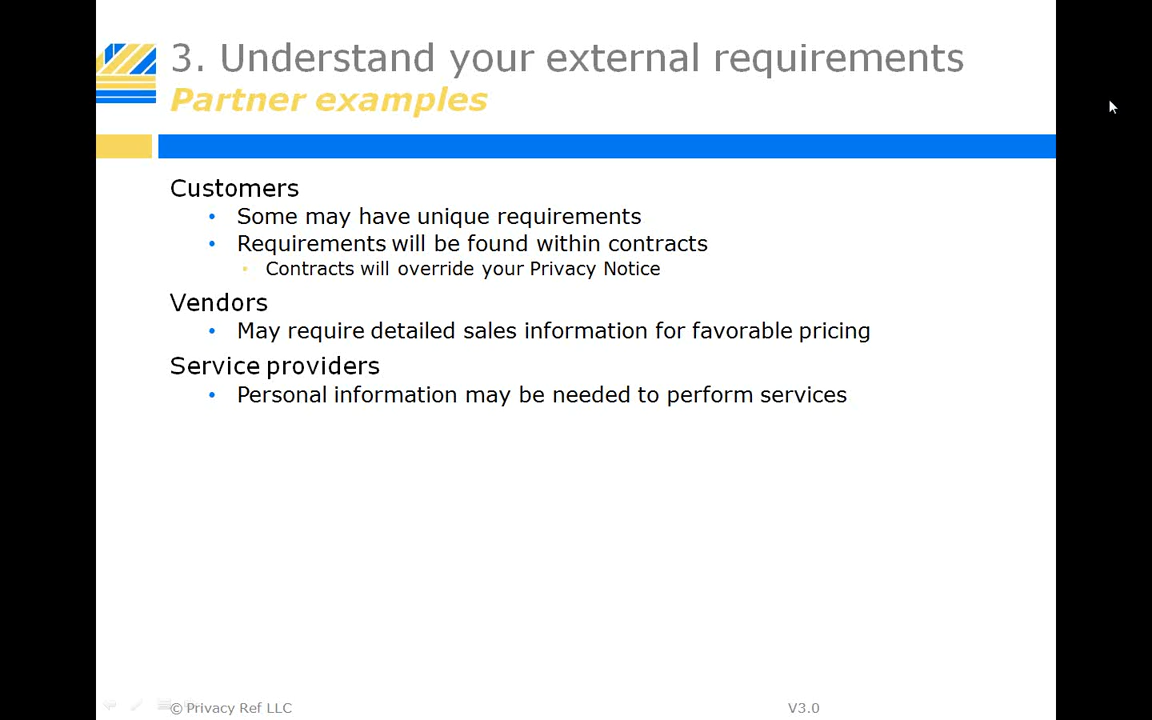 3. Understand your external requirements
Partner examples
Customers
• Some may have unique requirements
• Requirements will be found within contracts
• Contracts will override your Privacy Notice
Vendors
• May require detailed sales information for favorable pricing
Service providers
• Personal information may be needed to perform services
© Privacy Ref LLC
V3.0